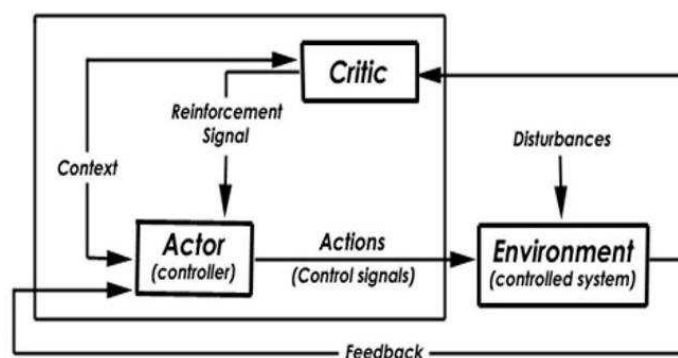 Critic
Reinforcement
Signal
Disturbances
Context
Actor
(controller)
Actions
(Control signals)
Environment
(controlled system)
Feedback